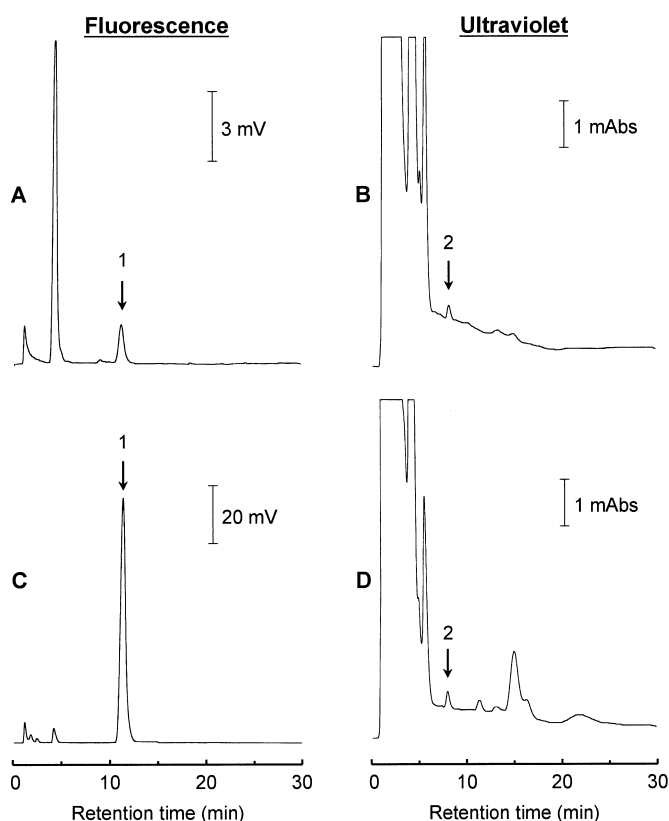 Fluorescence
Ultraviolet
3 mV
1 mAbs
A
B
1
2
1
20 mV
1 mAbs
C
D
2
0 10 20 30
0 10 20 30
Retention time (min)
Retention time (min)